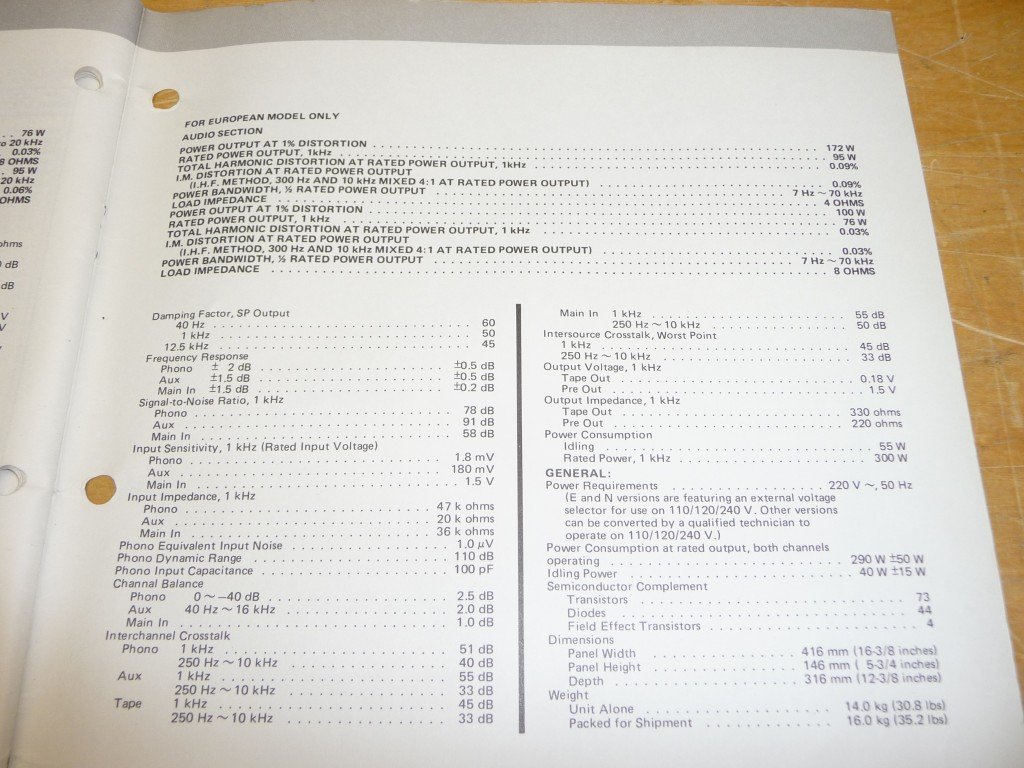 . . 76 W
to 20 kHz
. . 0.03%
8 OHMS
. . 95 W
20 kHz
. 0.06%
OHMS
ohms
dB
dB
V
V
FOR EUROPEAN MODEL ONLY
AUDIO SECTION
POWER OUTPUT AT 1% DISTORTION . . . . . . . . . . 172 W
RATED POWER OUTPUT, 1kHz . . . . . . . . . . 95 W
TOTAL HARMONIC DISTORTION AT RATED POWER OUTPUT, 1kHz . . . . . . . . . . 0.09%
I.M. DISTORTION AT RATED POWER OUTPUT
(I.H.F. METHOD, 300 Hz AND 10 kHz MIXED 4:1 AT RATED POWER OUTPUT) . . . . . . . . . . 0.09%
POWER BANDWIDTH, ½ RATED POWER OUTPUT . . . . . . . . . . 7 Hz ~ 70 kHz
LOAD IMPEDANCE . . . . . . . . . . 4 OHMS
POWER OUTPUT AT 1% DISTORTION . . . . . . . . . . 100 W
RATED POWER OUTPUT, 1 kHz . . . . . . . . . . 76 W
TOTAL HARMONIC DISTORTION AT RATED POWER OUTPUT, 1 kHz . . . . . . . . . . 0.03%
I.M. DISTORTION AT RATED POWER OUTPUT
(I.H.F. METHOD, 300 Hz AND 10 kHz MIXED 4:1 AT RATED POWER OUTPUT) . . . . . . . . . . 0.03%
POWER BANDWIDTH, ½ RATED POWER OUTPUT . . . . . . . . . . 7 Hz ~ 70 kHz
LOAD IMPEDANCE . . . . . . . . . . 8 OHMS
Damping Factor, SP Output
40 Hz . . . . . . . . . . 60
1 kHz . . . . . . . . . . 50
12.5 kHz . . . . . . . . . . 45
Frequency Response
Phono ± 2 dB . . . . . . . . . . ±0.5 dB
Aux ±1.5 dB . . . . . . . . . . ±0.5 dB
Main In ±1.5 dB . . . . . . . . . . ±0.2 dB
Signal-to-Noise Ratio, 1 kHz
Phono . . . . . . . . . . 78 dB
Aux . . . . . . . . . . 91 dB
Main In . . . . . . . . . . 58 dB
Input Sensitivity, 1 kHz (Rated Input Voltage)
Phono . . . . . . . . . . 1.8 mV
Aux . . . . . . . . . . 180 mV
Main In . . . . . . . . . . 1.5 V
Input Impedance, 1 kHz
Phono . . . . . . . . . . 47 k ohms
Aux . . . . . . . . . . 20 k ohms
Main In . . . . . . . . . . 36 k ohms
Phono Equivalent Input Noise . . . . . . . . . . 1.0 μV
Phono Dynamic Range . . . . . . . . . . 110 dB
Phono Input Capacitance . . . . . . . . . . 100 pF
Channel Balance
Phono 0 ~ −40 dB . . . . . . . . . . 2.5 dB
Aux 40 Hz ~ 16 kHz . . . . . . . . . . 2.0 dB
Main In . . . . . . . . . . 1.0 dB
Interchannel Crosstalk
Phono 1 kHz . . . . . . . . . . 51 dB
250 Hz ~ 10 kHz . . . . . . . . . . 40 dB
Aux 1 kHz . . . . . . . . . . 55 dB
250 Hz ~ 10 kHz . . . . . . . . . . 33 dB
Tape 1 kHz . . . . . . . . . . 45 dB
250 Hz ~ 10 kHz . . . . . . . . . . 33 dB
Main In 1 kHz . . . . . . . . . . 55 dB
250 Hz ~ 10 kHz . . . . . . . . . . 50 dB
Intersource Crosstalk, Worst Point
1 kHz . . . . . . . . . . 45 dB
250 Hz ~ 10 kHz . . . . . . . . . . 33 dB
Output Voltage, 1 kHz
Tape Out . . . . . . . . . . 0.18 V
Pre Out . . . . . . . . . . 1.5 V
Output Impedance, 1 kHz
Tape Out . . . . . . . . . . 330 ohms
Pre Out . . . . . . . . . . 220 ohms
Power Consumption
Idling . . . . . . . . . . 55 W
Rated Power, 1 kHz . . . . . . . . . . 300 W
GENERAL:
Power Requirements . . . . . . . . . . 220 V ~, 50 Hz
(E and N versions are featuring an external voltage
selector for use on 110/120/240 V. Other versions
can be converted by a qualified technician to
operate on 110/120/240 V.)
Power Consumption at rated output, both channels
operating . . . . . . . . . . 290 W ±50 W
Idling Power . . . . . . . . . . 40 W ±15 W
Semiconductor Complement
Transistors . . . . . . . . . . 73
Diodes . . . . . . . . . . 44
Field Effect Transistors . . . . . . . . . . 4
Dimensions
Panel Width . . . . . . . . . . 416 mm (16-3/8 inches)
Panel Height . . . . . . . . . . 146 mm ( 5-3/4 inches)
Depth . . . . . . . . . . 316 mm (12-3/8 inches)
Weight
Unit Alone . . . . . . . . . . 14.0 kg (30.8 lbs)
Packed for Shipment . . . . . . . . . . 16.0 kg (35.2 lbs)